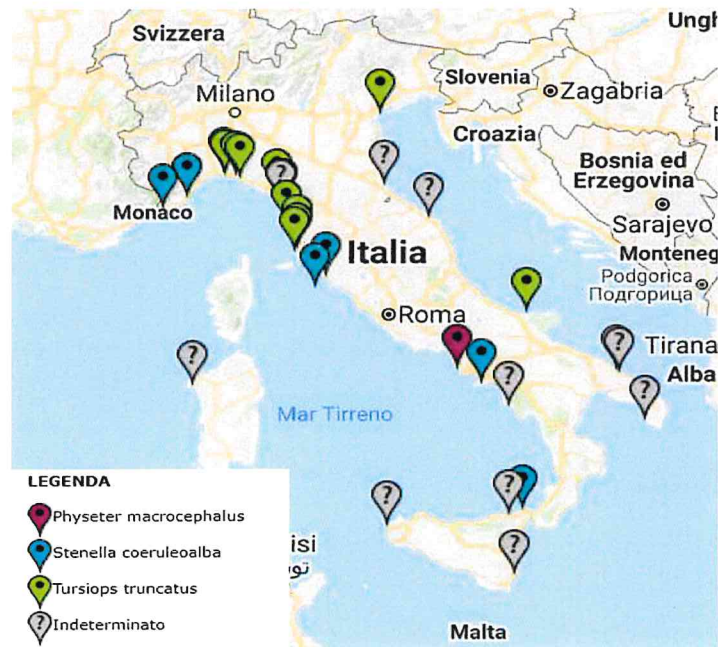 Ungh
Svizzera
Slovenia
Zagabria
Milano
Croazia
Bosnia ed
Erzegovina
Sarajevo
Monaco
Italia
Monteneg
Podgorica
Подгорица
Roma
Tirana
Alba
Mar Tirreno
LEGENDA
Physeter macrocephalus
Stenella coeruleoalba
Tursiops truncatus
Indeterminato
isi
Malta